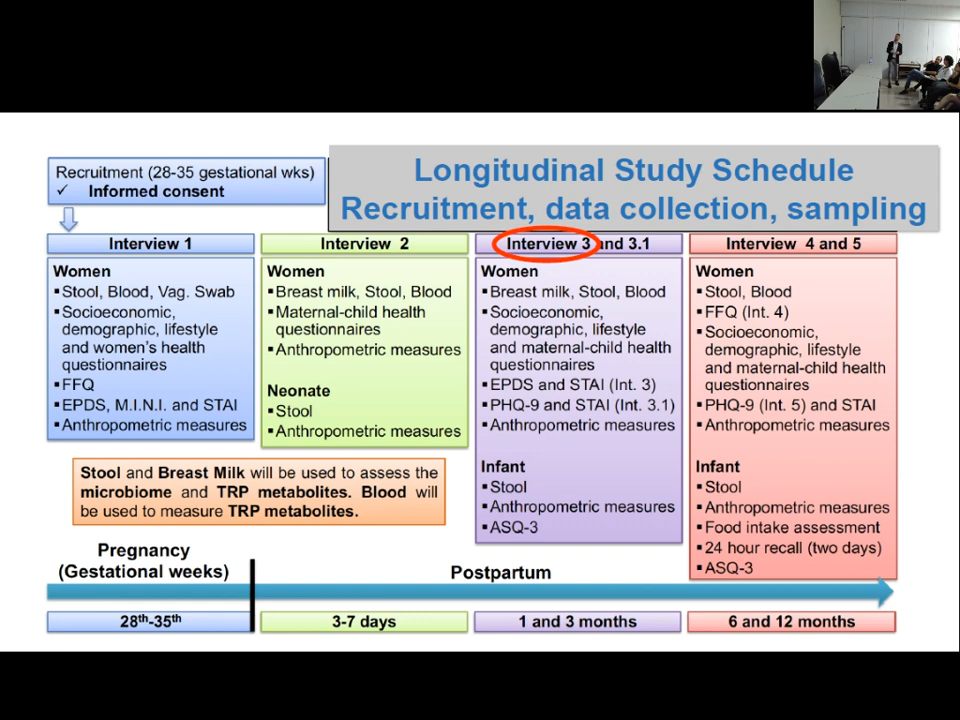 Recruitment (28-35 gestational wks)
✓ Informed consent
Longitudinal Study Schedule
Recruitment, data collection, sampling
Interview 1
Women
▪Stool, Blood, Vag. Swab
▪Socioeconomic,
demographic, lifestyle
and women's health
questionnaires
▪FFQ
▪EPDS, M.I.N.I. and STAI
▪Anthropometric measures
Interview 2
Women
▪Breast milk, Stool, Blood
▪Maternal-child health
questionnaires
▪Anthropometric measures
Neonate
▪Stool
▪Anthropometric measures
Interview 3 and 3.1
Women
▪Breast milk, Stool, Blood
▪Socioeconomic,
demographic, lifestyle
and maternal-child health
questionnaires
▪EPDS and STAI (Int. 3)
▪PHQ-9 and STAI (Int. 3.1)
▪Anthropometric measures
Infant
▪Stool
▪Anthropometric measures
▪ASQ-3
Interview 4 and 5
Women
▪Stool, Blood
▪FFQ (Int. 4)
▪Socioeconomic,
demographic, lifestyle
and maternal-child health
questionnaires
▪PHQ-9 (Int. 5) and STAI
▪Anthropometric measures
Infant
▪Stool
▪Anthropometric measures
▪Food intake assessment
▪24 hour recall (two days)
▪ASQ-3
Stool and Breast Milk will be used to assess the
microbiome and TRP metabolites. Blood will
be used to measure TRP metabolites.
Pregnancy
(Gestational weeks)
Postpartum
28th-35th
3-7 days
1 and 3 months
6 and 12 months